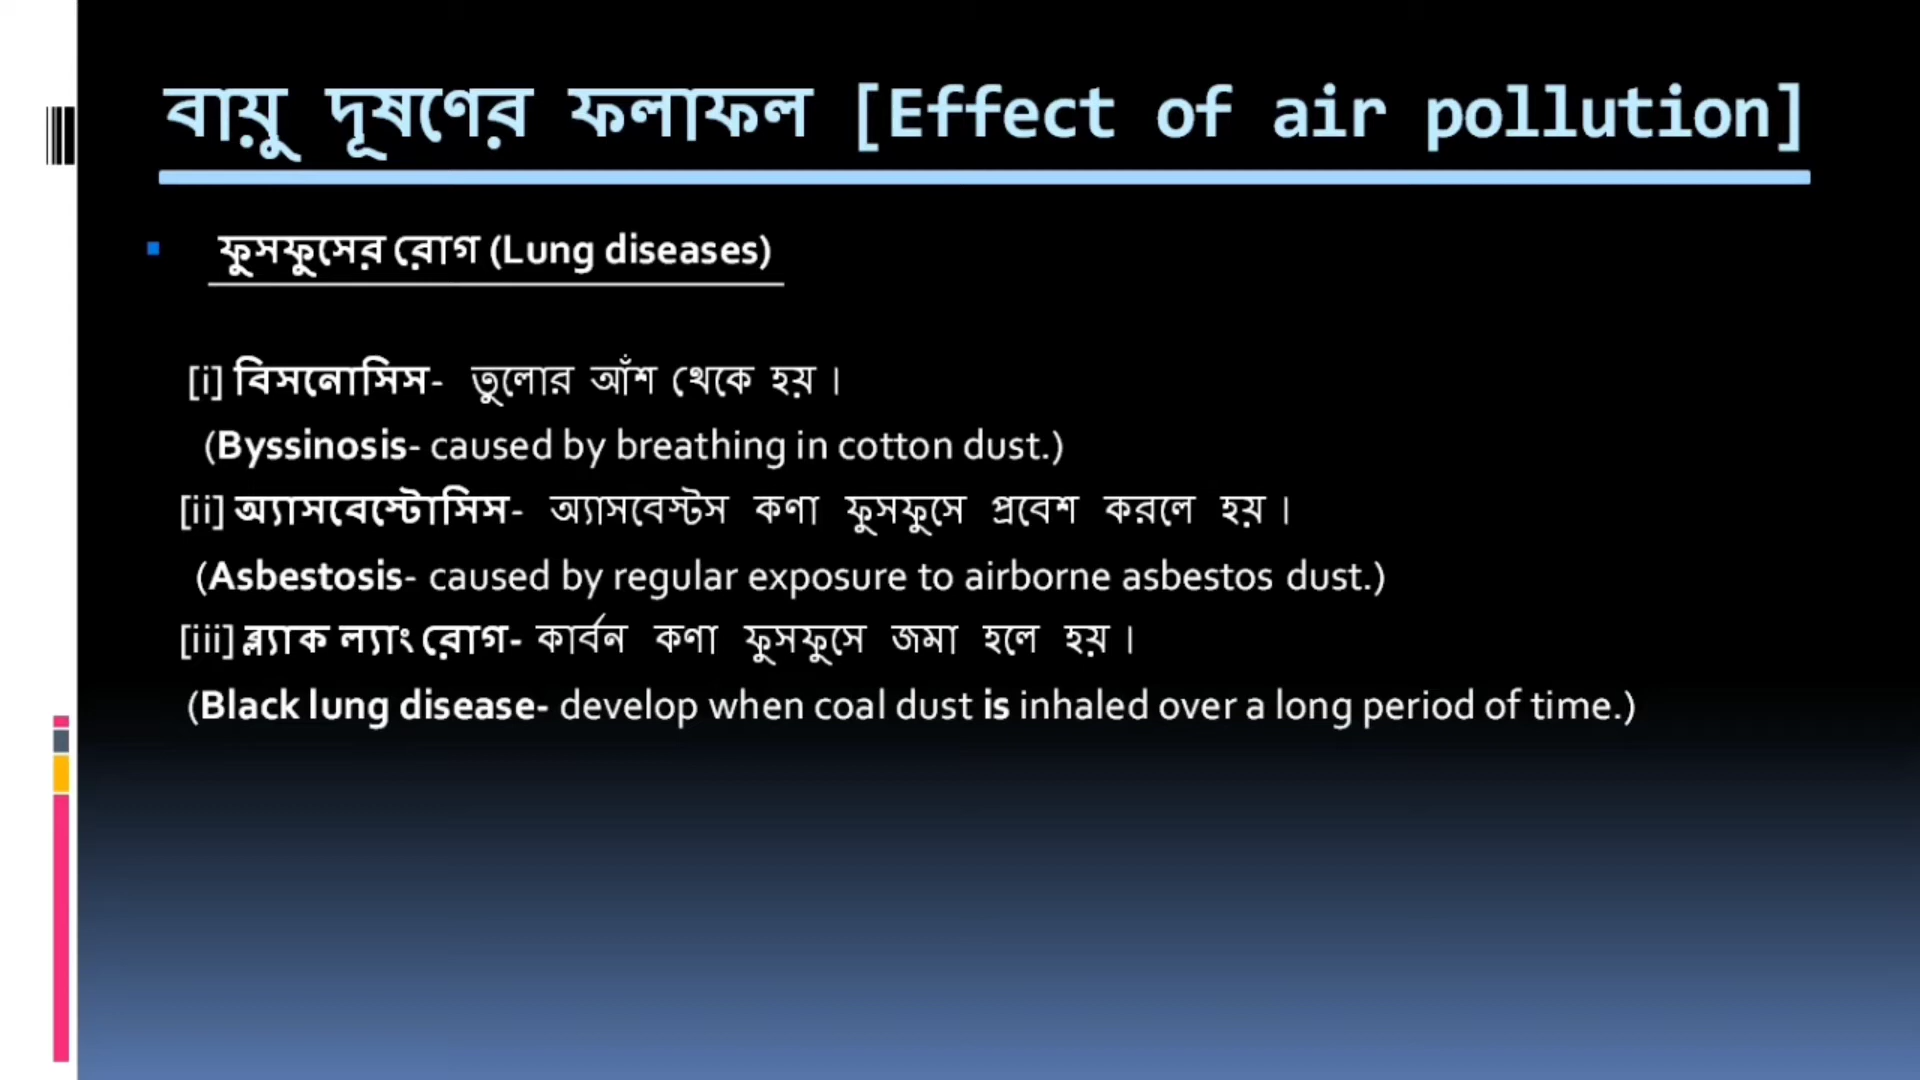 বায়ু দূষণের ফলাফল [Effect of air pollution]
ফুসফুসের রোগ (Lung diseases)
[i] বিসনোসিস- তুলোর আঁশ থেকে হয় ।
(Byssinosis- caused by breathing in cotton dust.)
[ii] অ্যাসবেস্টোসিস- অ্যাসবেস্টস কণা ফুসফুসে প্রবেশ করলে হয় ।
(Asbestosis- caused by regular exposure to airborne asbestos dust.)
[iii] ব্ল্যাক ল্যাং রোগ- কার্বন কণা ফুসফুসে জমা হলে হয় ।
(Black lung disease- develop when coal dust is inhaled over a long period of time.)